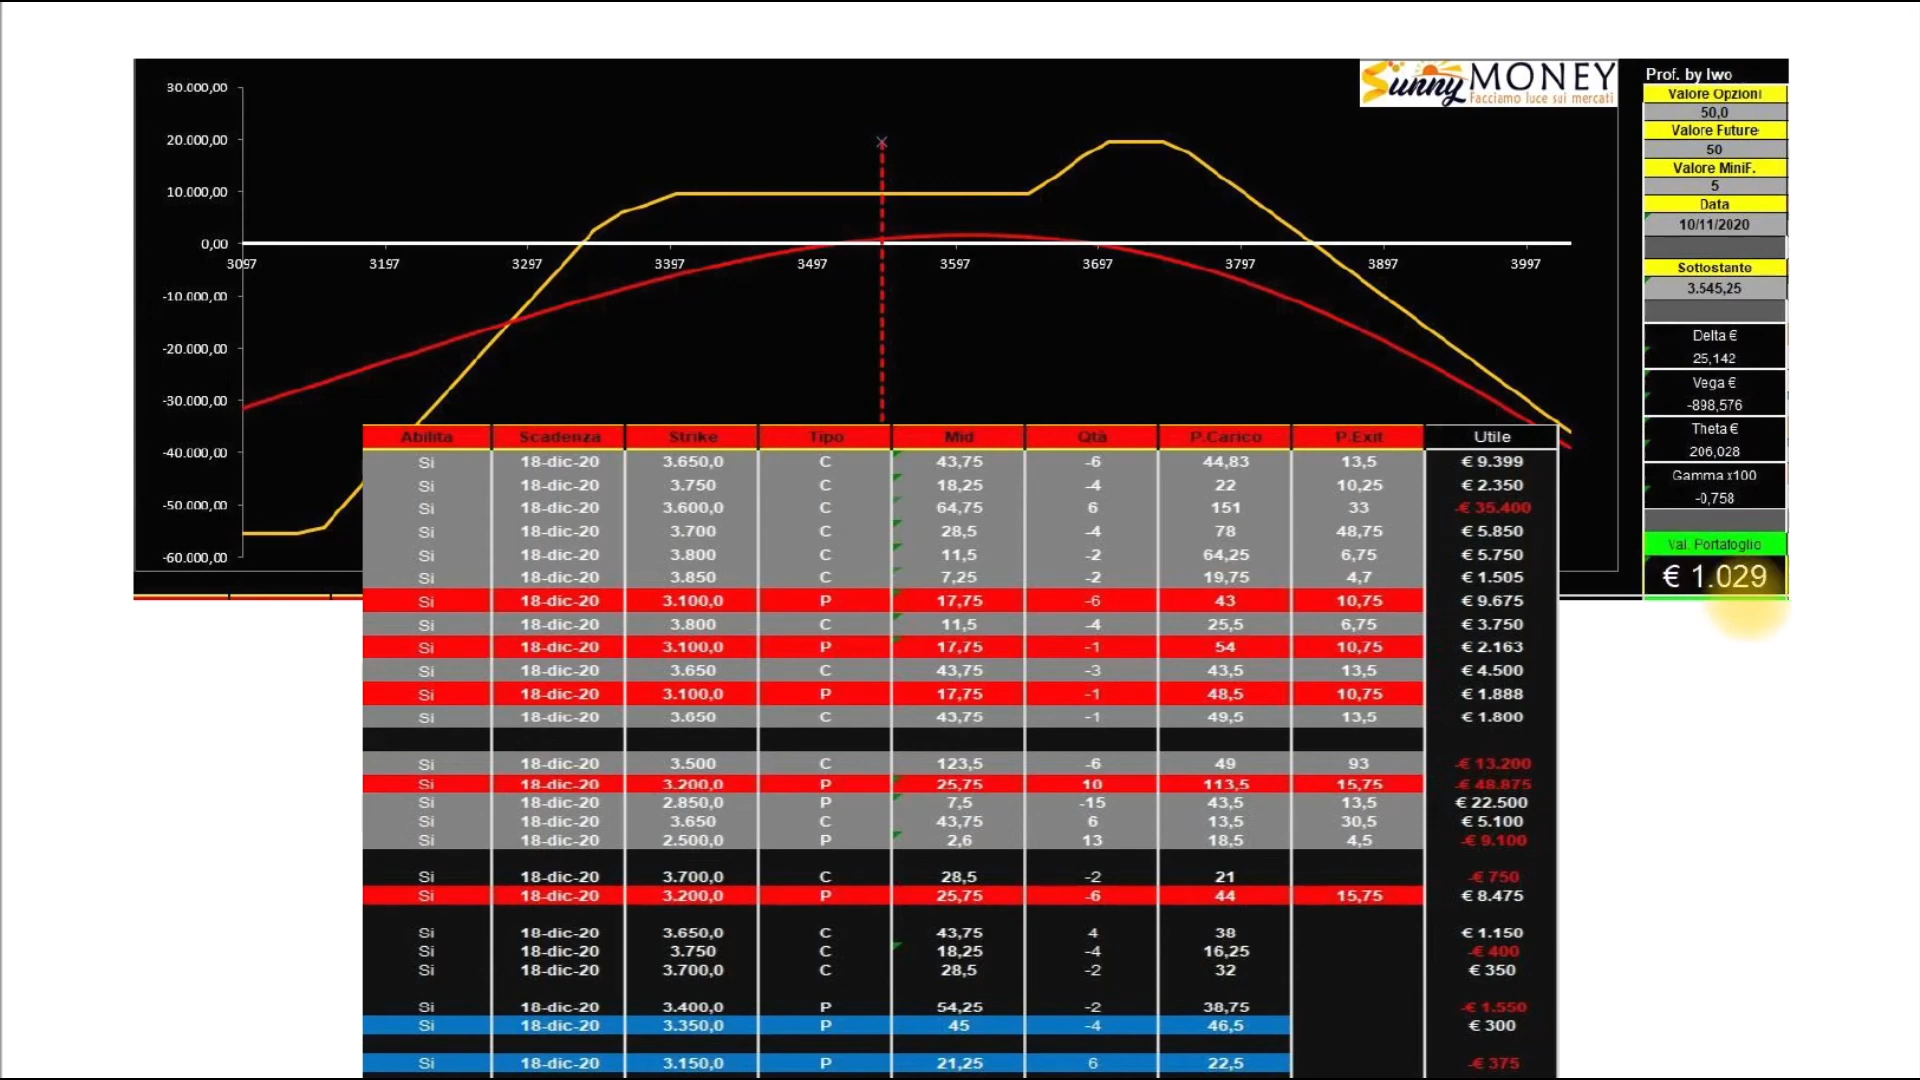 Sunny MONEY
Facciamo luce sui mercati
30.000,00
20.000,00
10.000,00
0,00
-10.000,00
-20.000,00
-30.000,00
-40.000,00
-50.000,00
-60.000,00
3097 3197 3297 3397 3497 3597 3697 3797 3897 3997
Prof. by Iwo
Valore Opzioni
50,0
Valore Future
50
Valore MiniF.
5
Data
10/11/2020
Sottostante
3.545,25
Delta €
25,142
Vega €
-898,576
Theta €
206,028
Gamma x100
-0,758
Val. Portafoglio
€ 1.029
Abilita Scadenza Strike Tipo Mid Qtà P.Carico P.Exit Utile
Si 18-dic-20 3.650,0 C 43,75 -6 44,83 13,5 € 9.399
Si 18-dic-20 3.750 C 18,25 -4 22 10,25 € 2.350
Si 18-dic-20 3.600,0 C 64,75 6 151 33 -€ 35.400
Si 18-dic-20 3.700 C 28,5 -4 78 48,75 € 5.850
Si 18-dic-20 3.800 C 11,5 -2 64,25 6,75 € 5.750
Si 18-dic-20 3.850 C 7,25 -2 19,75 4,7 € 1.505
Si 18-dic-20 3.100,0 P 17,75 -6 43 10,75 € 9.675
Si 18-dic-20 3.800 C 11,5 -4 25,5 6,75 € 3.750
Si 18-dic-20 3.100,0 P 17,75 -1 54 10,75 € 2.163
Si 18-dic-20 3.650 C 43,75 -3 43,5 13,5 € 4.500
Si 18-dic-20 3.100,0 P 17,75 -1 48,5 10,75 € 1.888
Si 18-dic-20 3.650 C 43,75 -1 49,5 13,5 € 1.800
Si 18-dic-20 3.500 C 123,5 -6 49 93 -€ 13.200
Si 18-dic-20 3.200,0 P 25,75 10 113,5 15,75 -€ 48.875
Si 18-dic-20 2.850,0 P 7,5 -15 43,5 13,5 € 22.500
Si 18-dic-20 3.650 C 43,75 6 13,5 30,5 € 5.100
Si 18-dic-20 2.500,0 P 2,6 13 18,5 4,5 -€ 9.100
Si 18-dic-20 3.700,0 C 28,5 -2 21 -€ 750
Si 18-dic-20 3.200,0 P 25,75 -6 44 15,75 € 8.475
Si 18-dic-20 3.650,0 C 43,75 4 38 € 1.150
Si 18-dic-20 3.750 C 18,25 -4 16,25 -€ 400
Si 18-dic-20 3.700,0 C 28,5 -2 32 € 350
Si 18-dic-20 3.400,0 P 54,25 -2 38,75 -€ 1.550
Si 18-dic-20 3.350,0 P 45 -4 46,5 € 300
Si 18-dic-20 3.150,0 P 21,25 6 22,5 -€ 375